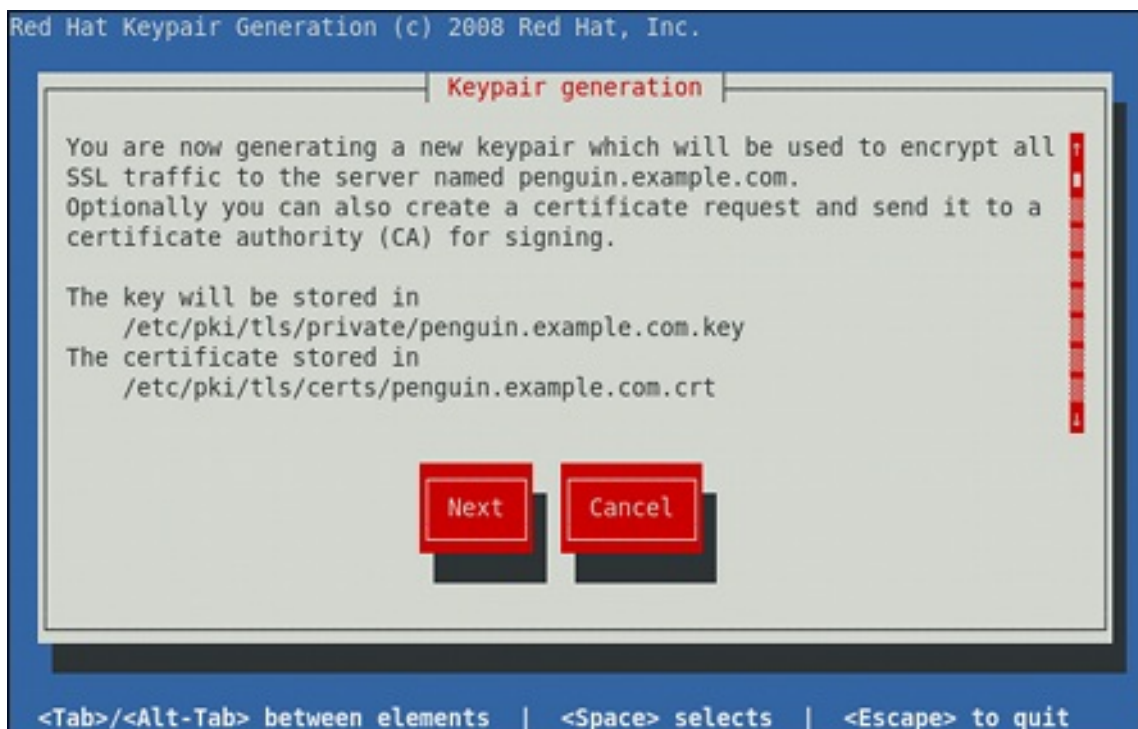 Red Hat Keypair Generation (c) 2008 Red Hat, Inc.
Keypair generation
You are now generating a new keypair which will be used to encrypt all
SSL traffic to the server named penguin.example.com.
Optionally you can also create a certificate request and send it to a
certificate authority (CA) for signing.
The key will be stored in
/etc/pki/tls/private/penguin.example.com.key
The certificate stored in
/etc/pki/tls/certs/penguin.example.com.crt
Next Cancel
<Tab>/<Alt-Tab> between elements | <Space> selects | <Escape> to quit